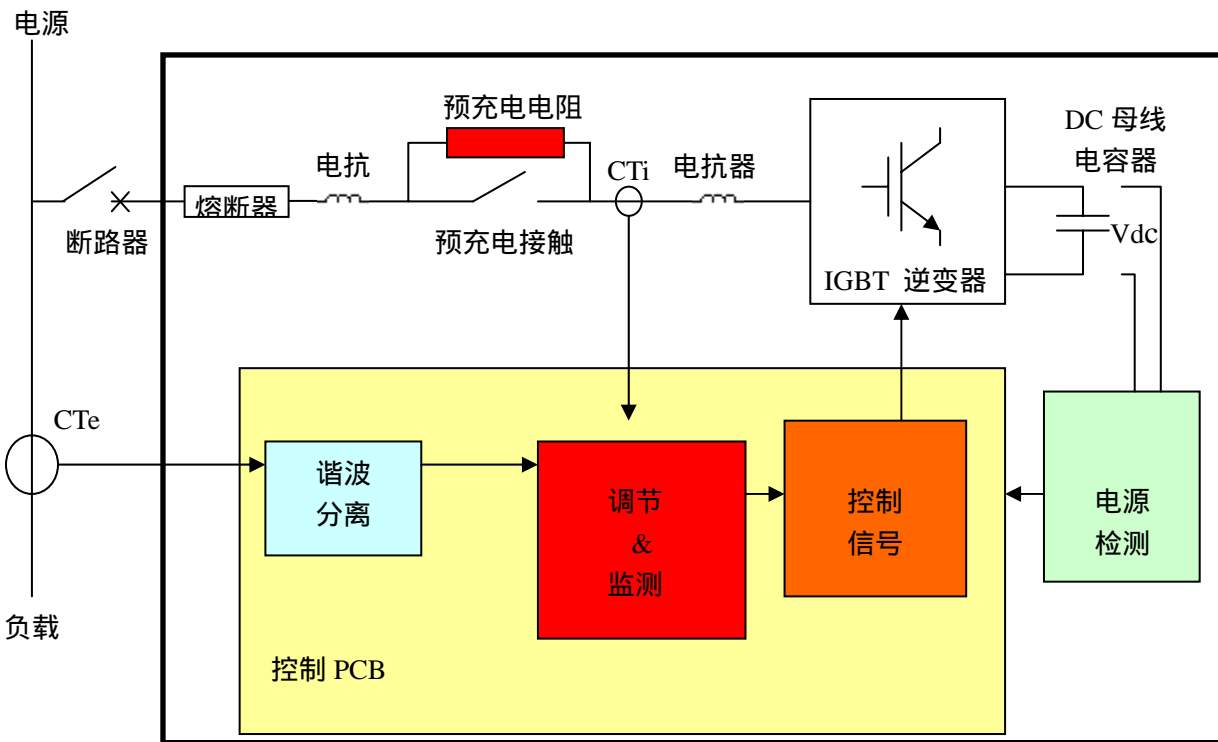 电源
预充电电阻
DC 母线
电容器
电抗
CTi
电抗器
熔断器
断路器
预充电接触
Vdc
IGBT 逆变器
CTe
谐波
分离
调节
&
监测
控制
信号
电源
检测
负载
控制 PCB